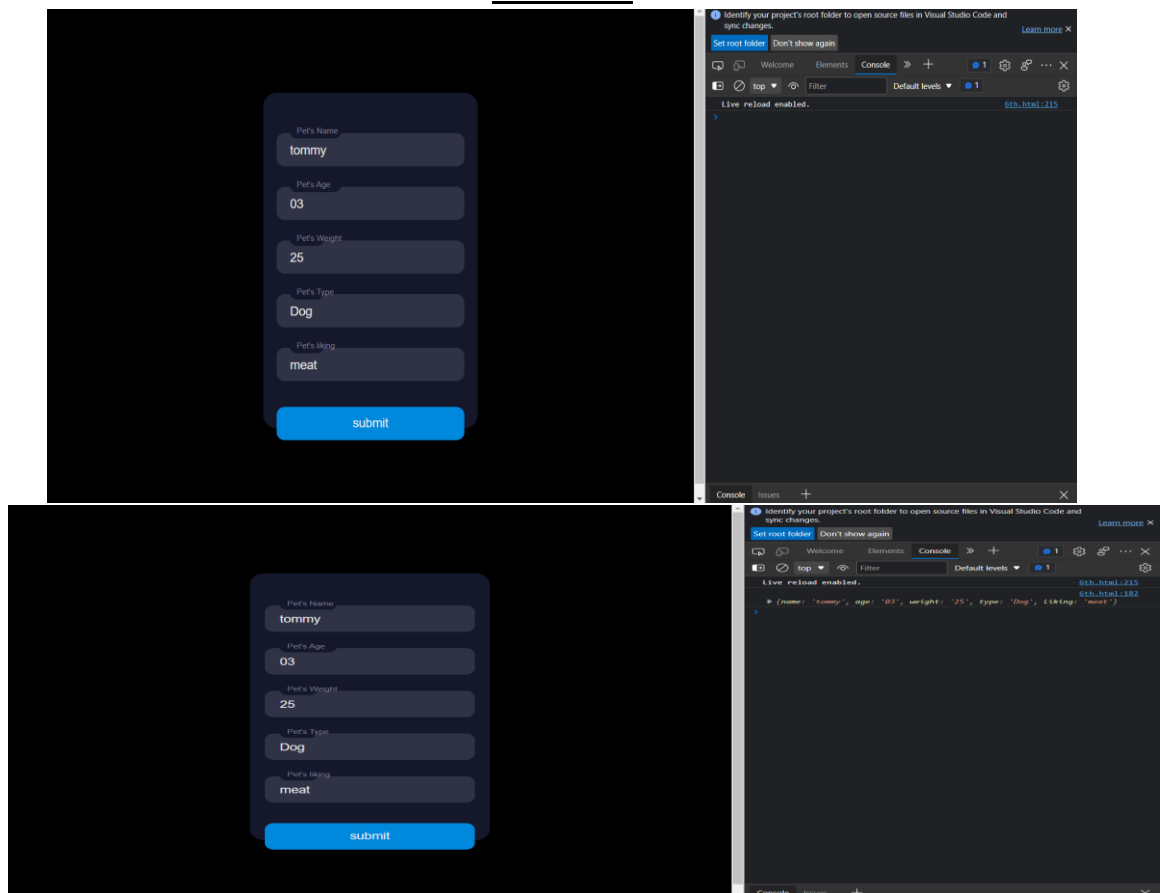 Identify your project's root folder to open source files in Visual Studio Code and
sync changes.
Learn more
Set root folder Don't show again
Welcome Elements Console 1
top Filter Default levels 1
Live reload enabled. 6th.html:215
Pet's Name
tommy
Pet's Age
03
Pet's Weight
25
Pet's Type
Dog
Pet's liking
meat
submit
Console Issues
Identify your project's root folder to open source files in Visual Studio Code and
sync changes.
Learn more
Set root folder Don't show again
Welcome Elements Console 1
top Filter Default levels 1
Live reload enabled. 6th.html:215
6th.html:182
{name: 'tommy', age: '03', weight: '25', type: 'Dog', liking: 'meat'}
Pet's Name
tommy
Pet's Age
03
Pet's Weight
25
Pet's Type
Dog
Pet's liking
meat
submit
Console Issues